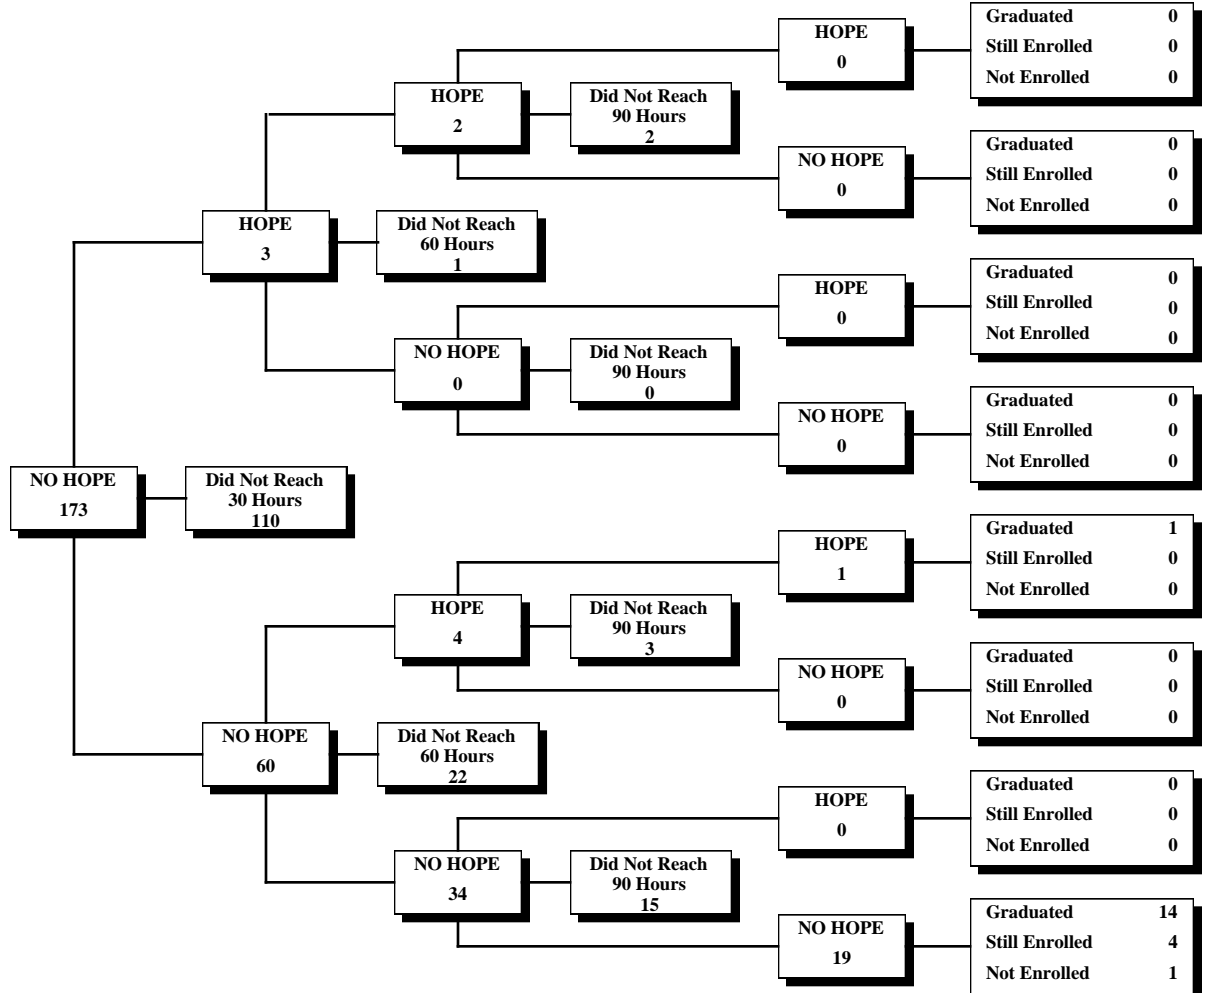 HOPE
0
Graduated 0
Still Enrolled 0
Not Enrolled 0
HOPE
2
Did Not Reach
90 Hours
2
NO HOPE
0
Graduated 0
Still Enrolled 0
Not Enrolled 0
HOPE
3
Did Not Reach
60 Hours
1
HOPE
0
Graduated 0
Still Enrolled 0
Not Enrolled 0
NO HOPE
0
Did Not Reach
90 Hours
0
NO HOPE
0
Graduated 0
Still Enrolled 0
Not Enrolled 0
NO HOPE
173
Did Not Reach
30 Hours
110
HOPE
1
Graduated 1
Still Enrolled 0
Not Enrolled 0
HOPE
4
Did Not Reach
90 Hours
3
NO HOPE
0
Graduated 0
Still Enrolled 0
Not Enrolled 0
NO HOPE
60
Did Not Reach
60 Hours
22
HOPE
0
Graduated 0
Still Enrolled 0
Not Enrolled 0
NO HOPE
34
Did Not Reach
90 Hours
15
NO HOPE
19
Graduated 14
Still Enrolled 4
Not Enrolled 1